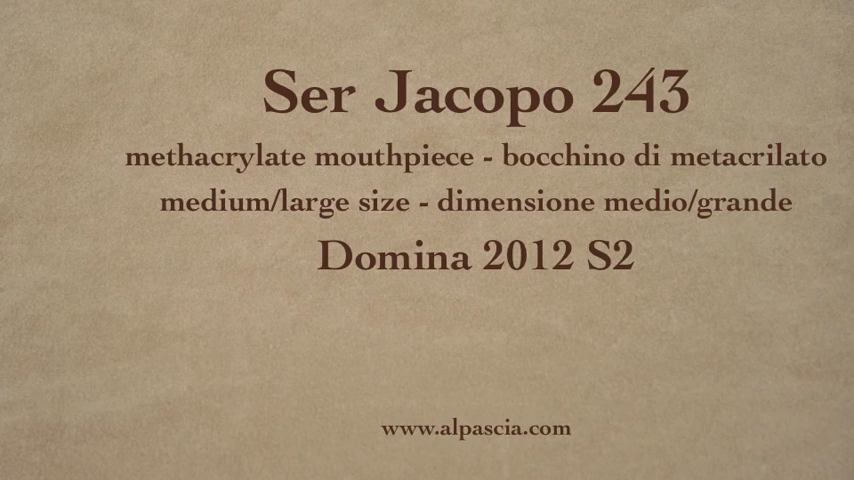 Ser Jacopo 243
methacrylate mouthpiece - bocchino di metacrilato
medium/large size - dimensione medio/grande
Domina 2012 S2
www.alpascia.com